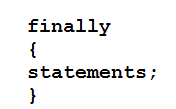 finally
{
statements;
}